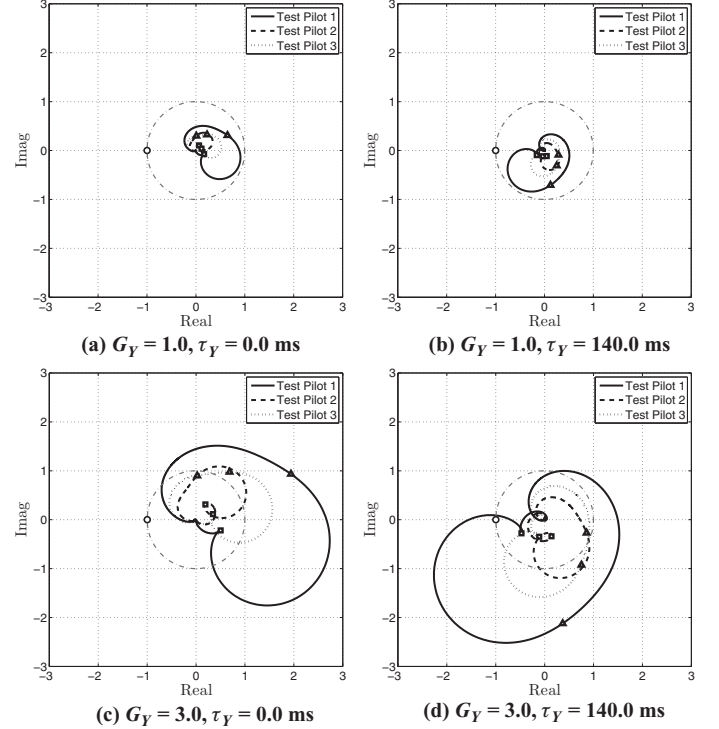 3
2
1
0
−1
−2
−3
−3 −2 −1 0 1 2 3
Imag
Real
Test Pilot 1
Test Pilot 2
Test Pilot 3
(a) G_Y = 1.0, τ_Y = 0.0 ms
3
2
1
0
−1
−2
−3
−3 −2 −1 0 1 2 3
Imag
Real
Test Pilot 1
Test Pilot 2
Test Pilot 3
(b) G_Y = 1.0, τ_Y = 140.0 ms
3
2
1
0
−1
−2
−3
−3 −2 −1 0 1 2 3
Imag
Real
Test Pilot 1
Test Pilot 2
Test Pilot 3
(c) G_Y = 3.0, τ_Y = 0.0 ms
3
2
1
0
−1
−2
−3
−3 −2 −1 0 1 2 3
Imag
Real
Test Pilot 1
Test Pilot 2
Test Pilot 3
(d) G_Y = 3.0, τ_Y = 140.0 ms